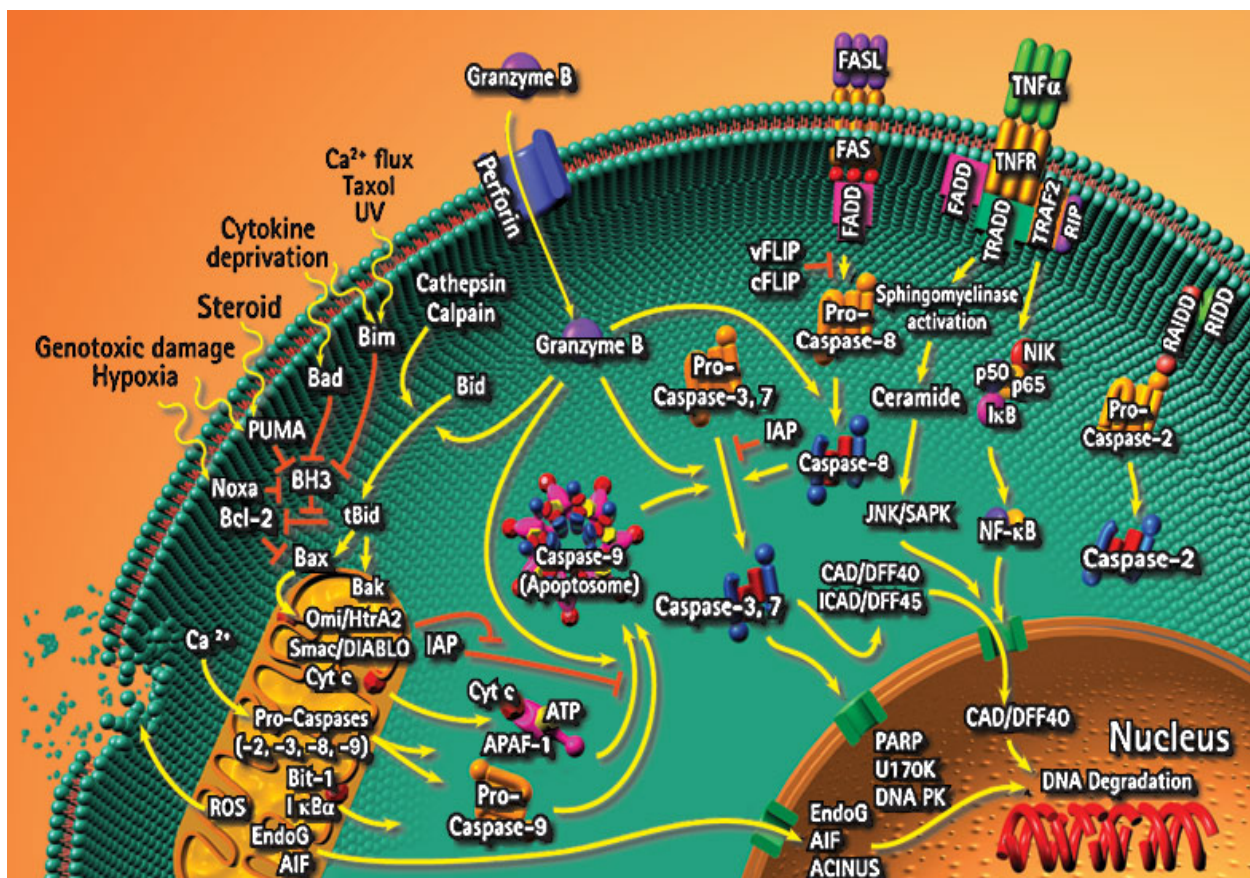 Granzyme B
FASL
TNFα
Perforin
FAS
FADD
FADD
TNFR
TRADD
TRAF2
RIP
Ca²⁺ flux
Taxol
UV
Cytokine
deprivation
Steroid
Genotoxic damage
Hypoxia
Cathepsin
Calpain
Bim
Bad
Bid
PUMA
Noxa
BH3
Bcl-2
tBid
Bax
Bak
Granzyme B
vFLIP
cFLIP
Pro-
Caspase-8
Sphingomyelinase
activation
Pro-
Caspase-3, 7
IAP
Caspase-8
Ceramide
NIK
p50
p65
IκB
RAIDD
RIDD
Pro-
Caspase-2
JNK/SAPK
NF-κB
Caspase-2
Caspase-9
(Apoptosome)
Caspase-3, 7
CAD/DFF40
ICAD/DFF45
Omi/HtrA2
Smac/DIABLO
IAP
Cyt c
Ca 2+
Cyt c
ATP
APAF-1
Pro-Caspases
(-2, -3, -8, -9)
Bit-1
IκBα
ROS
EndoG
AIF
Pro-
Caspase-9
CAD/DFF40
Nucleus
PARP
U170K
DNA PK
DNA Degradation
EndoG
AIF
ACINUS